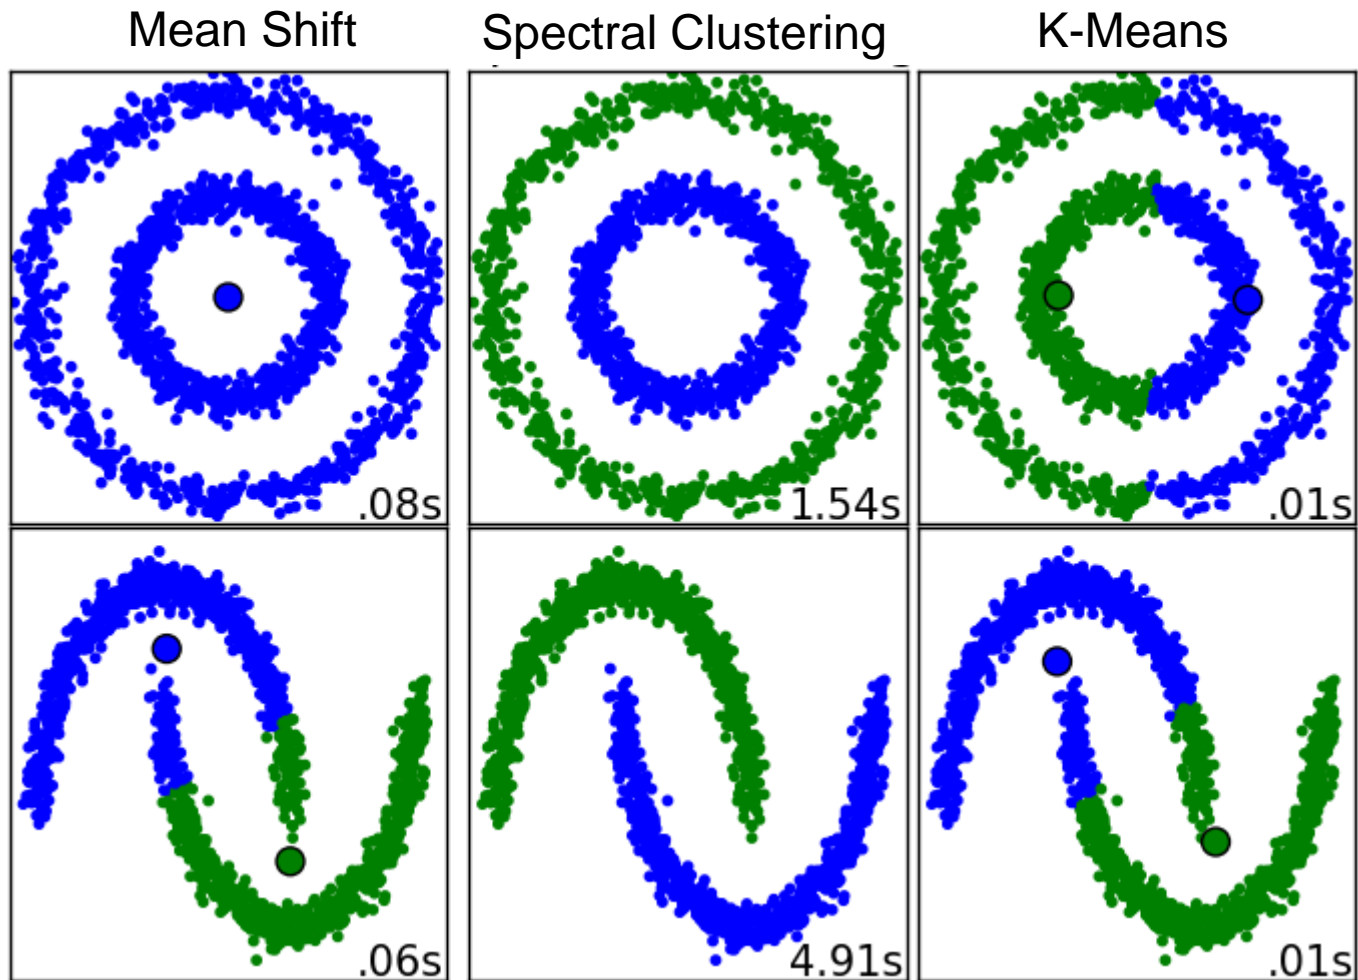 Mean Shift
Spectral Clustering
K-Means
.08s
1.54s
.01s
.06s
4.91s
.01s